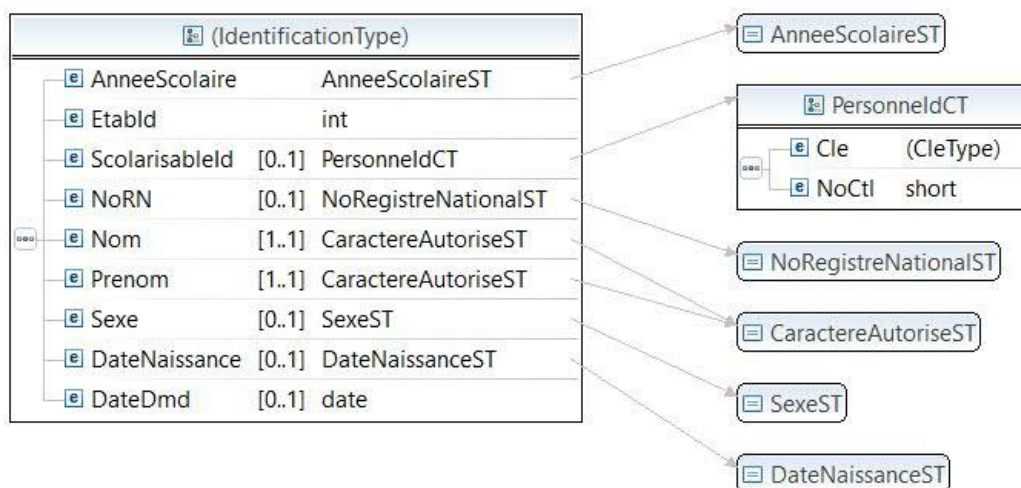 (IdentificationType)
AnneeScolaire AnneeScolaireST
EtabId int
ScolarisableId [0..1] PersonneIdCT
NoRN [0..1] NoRegistreNationalST
Nom [1..1] CaractereAutoriseST
Prenom [1..1] CaractereAutoriseST
Sexe [0..1] SexeST
DateNaissance [0..1] DateNaissanceST
DateDmd [0..1] date
AnneeScolaireST
PersonneIdCT
Cle (CleType)
NoCtl short
NoRegistreNationalST
CaractereAutoriseST
SexeST
DateNaissanceST